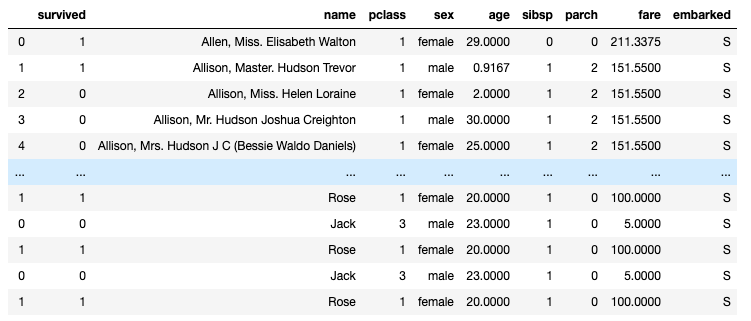 survived name pclass sex age sibsp parch fare embarked
0 1 Allen, Miss. Elisabeth Walton 1 female 29.0000 0 0 211.3375 S
1 1 Allison, Master. Hudson Trevor 1 male 0.9167 1 2 151.5500 S
2 0 Allison, Miss. Helen Loraine 1 female 2.0000 1 2 151.5500 S
3 0 Allison, Mr. Hudson Joshua Creighton 1 male 30.0000 1 2 151.5500 S
4 0 Allison, Mrs. Hudson J C (Bessie Waldo Daniels) 1 female 25.0000 1 2 151.5500 S
... ... ... ... ... ... ... ... ... ...
1 1 Rose 1 female 20.0000 1 0 100.0000 S
0 0 Jack 3 male 23.0000 1 0 5.0000 S
1 1 Rose 1 female 20.0000 1 0 100.0000 S
0 0 Jack 3 male 23.0000 1 0 5.0000 S
1 1 Rose 1 female 20.0000 1 0 100.0000 S